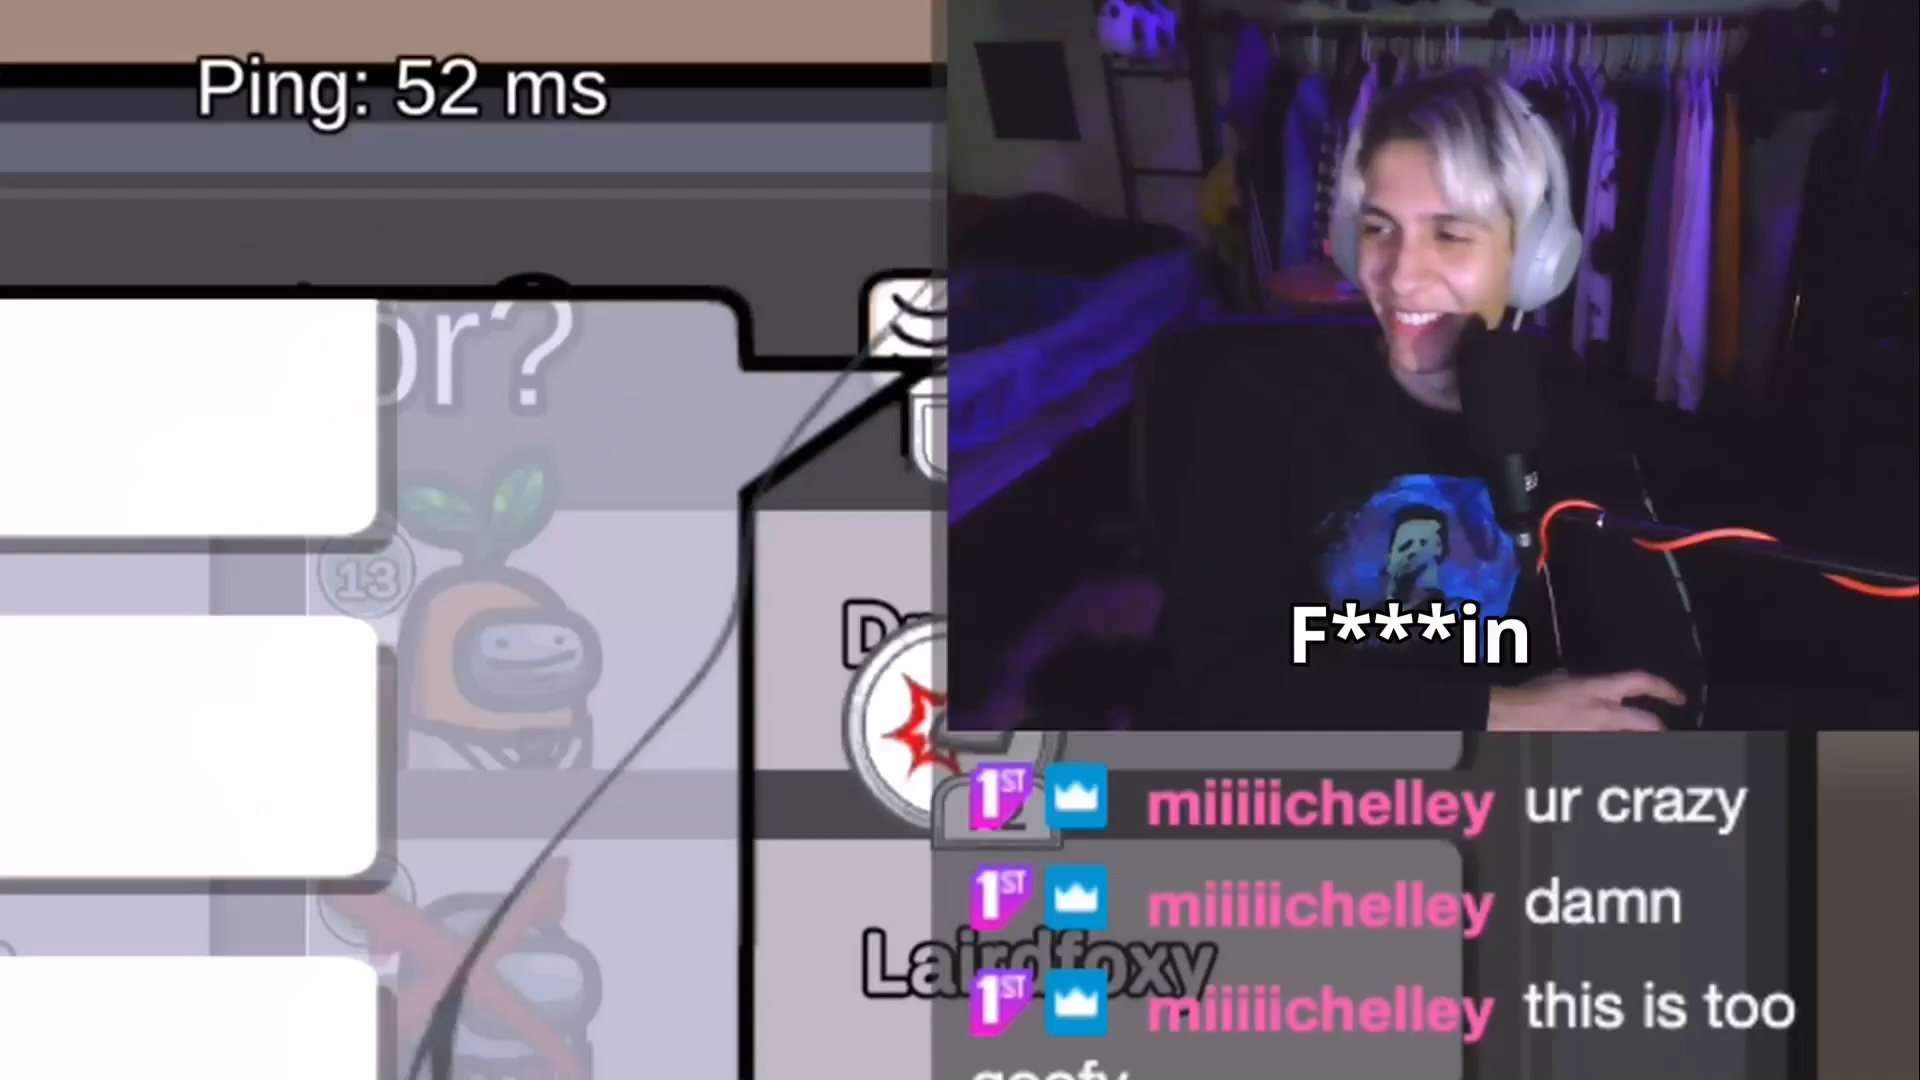 Ping: 52 ms
or?
13
F***in
1ST miiiiichelley ur crazy
1ST miiiiichelley damn
Lairdfoxy
1ST miiiiichelley this is too
goofy